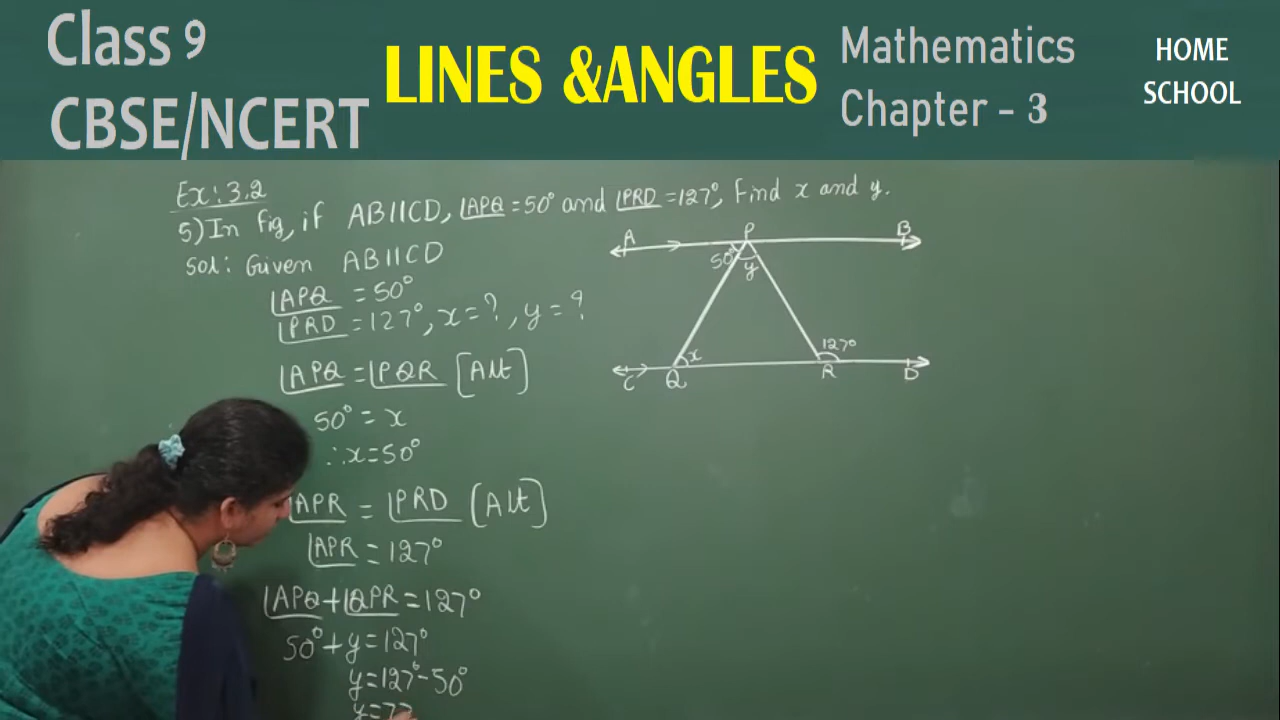 Class 9
CBSE/NCERT
LINES &ANGLES
Mathematics
Chapter - 3
HOME
SCHOOL
Ex: 3.2
5) In fig, if AB||CD, ∠APQ = 50° and ∠PRD = 127°, Find x and y.
Sol: Given AB||CD
∠APQ = 50°
∠PRD = 127°, x = ?, y = ?
∠APQ = ∠PQR [Alt]
50° = x
∴ x = 50°
∠APR = ∠PRD [Alt]
∠APR = 127°
∠APQ + ∠QPR = 127°
50° + y = 127°
y = 127° - 50°
y = 77
A P B
50° y
x 127°
C Q R D